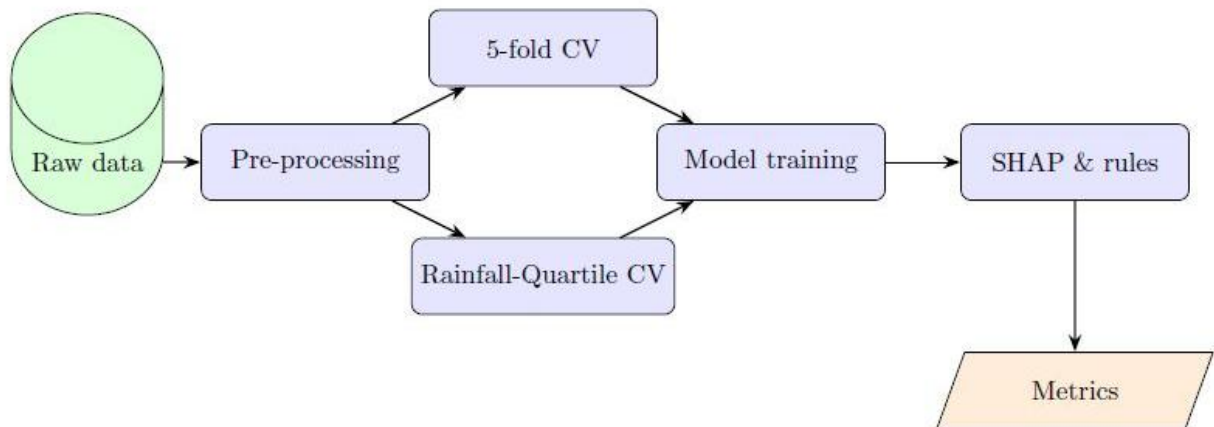 5-fold CV
Raw data
Pre-processing
Model training
SHAP & rules
Rainfall-Quartile CV
Metrics